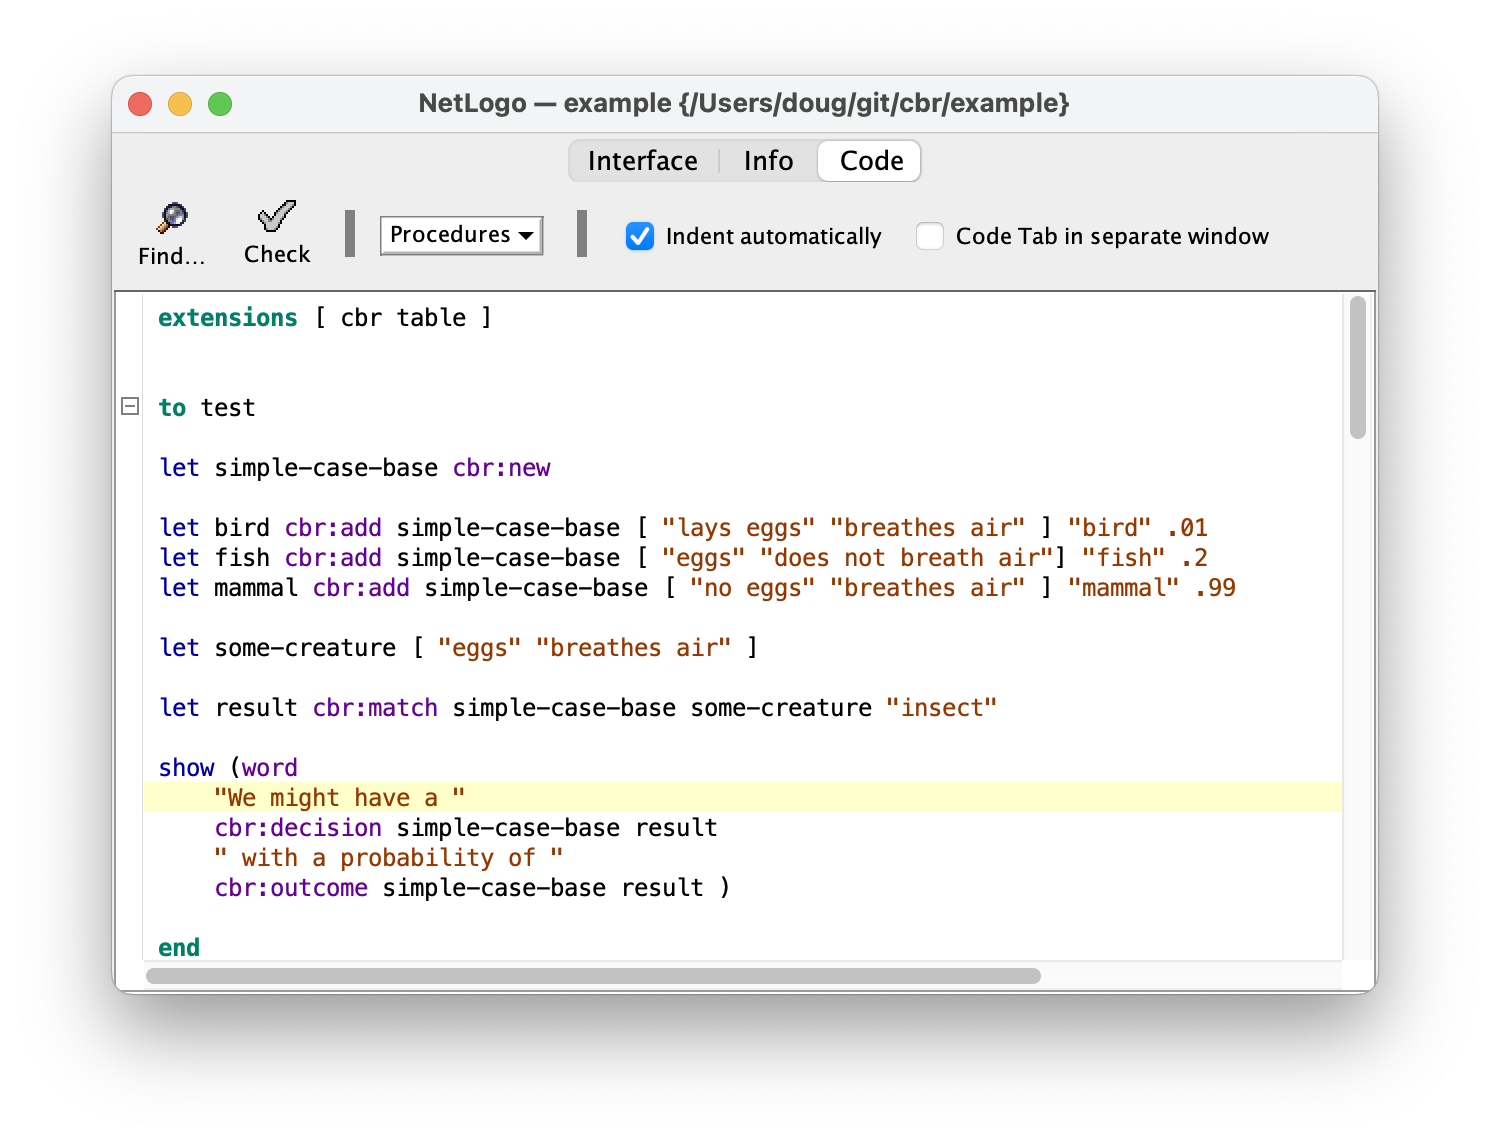 NetLogo — example {/Users/doug/git/cbr/example}
Interface Info Code
Find... Check Procedures Indent automatically Code Tab in separate window
extensions [ cbr table ]
to test
let simple-case-base cbr:new
let bird cbr:add simple-case-base [ "lays eggs" "breathes air" ] "bird" .01
let fish cbr:add simple-case-base [ "eggs" "does not breath air"] "fish" .2
let mammal cbr:add simple-case-base [ "no eggs" "breathes air" ] "mammal" .99
let some-creature [ "eggs" "breathes air" ]
let result cbr:match simple-case-base some-creature "insect"
show (word
"We might have a "
cbr:decision simple-case-base result
" with a probability of "
cbr:outcome simple-case-base result )
end